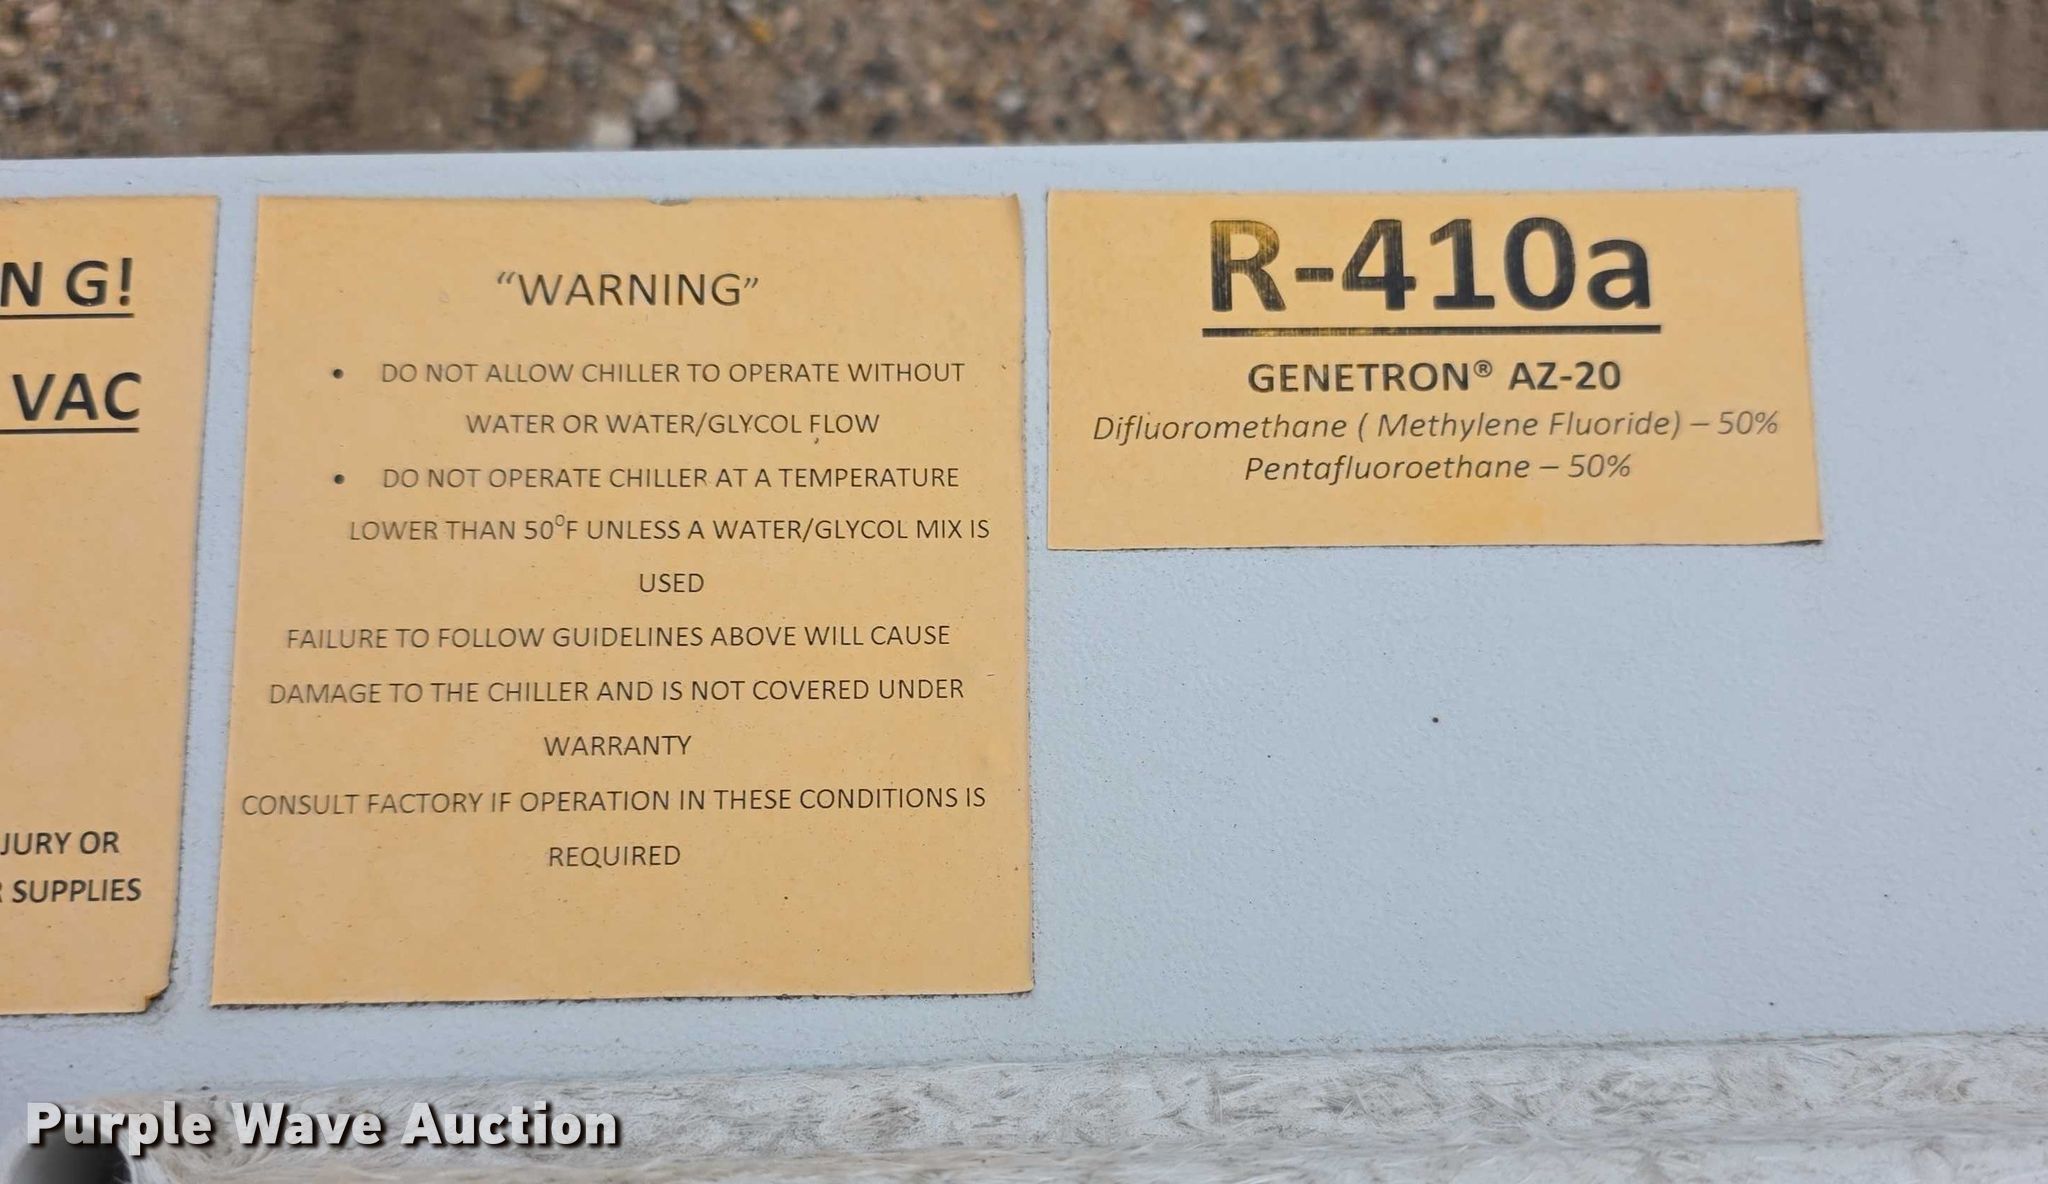 N G!
VAC
JURY OR
SUPPLIES
“WARNING”
• DO NOT ALLOW CHILLER TO OPERATE WITHOUT
WATER OR WATER/GLYCOL FLOW
• DO NOT OPERATE CHILLER AT A TEMPERATURE
LOWER THAN 50⁰F UNLESS A WATER/GLYCOL MIX IS
USED
FAILURE TO FOLLOW GUIDELINES ABOVE WILL CAUSE
DAMAGE TO THE CHILLER AND IS NOT COVERED UNDER
WARRANTY
CONSULT FACTORY IF OPERATION IN THESE CONDITIONS IS
REQUIRED
R-410a
GENETRON® AZ-20
Difluoromethane ( Methylene Fluoride) – 50%
Pentafluoroethane – 50%
Purple Wave Auction